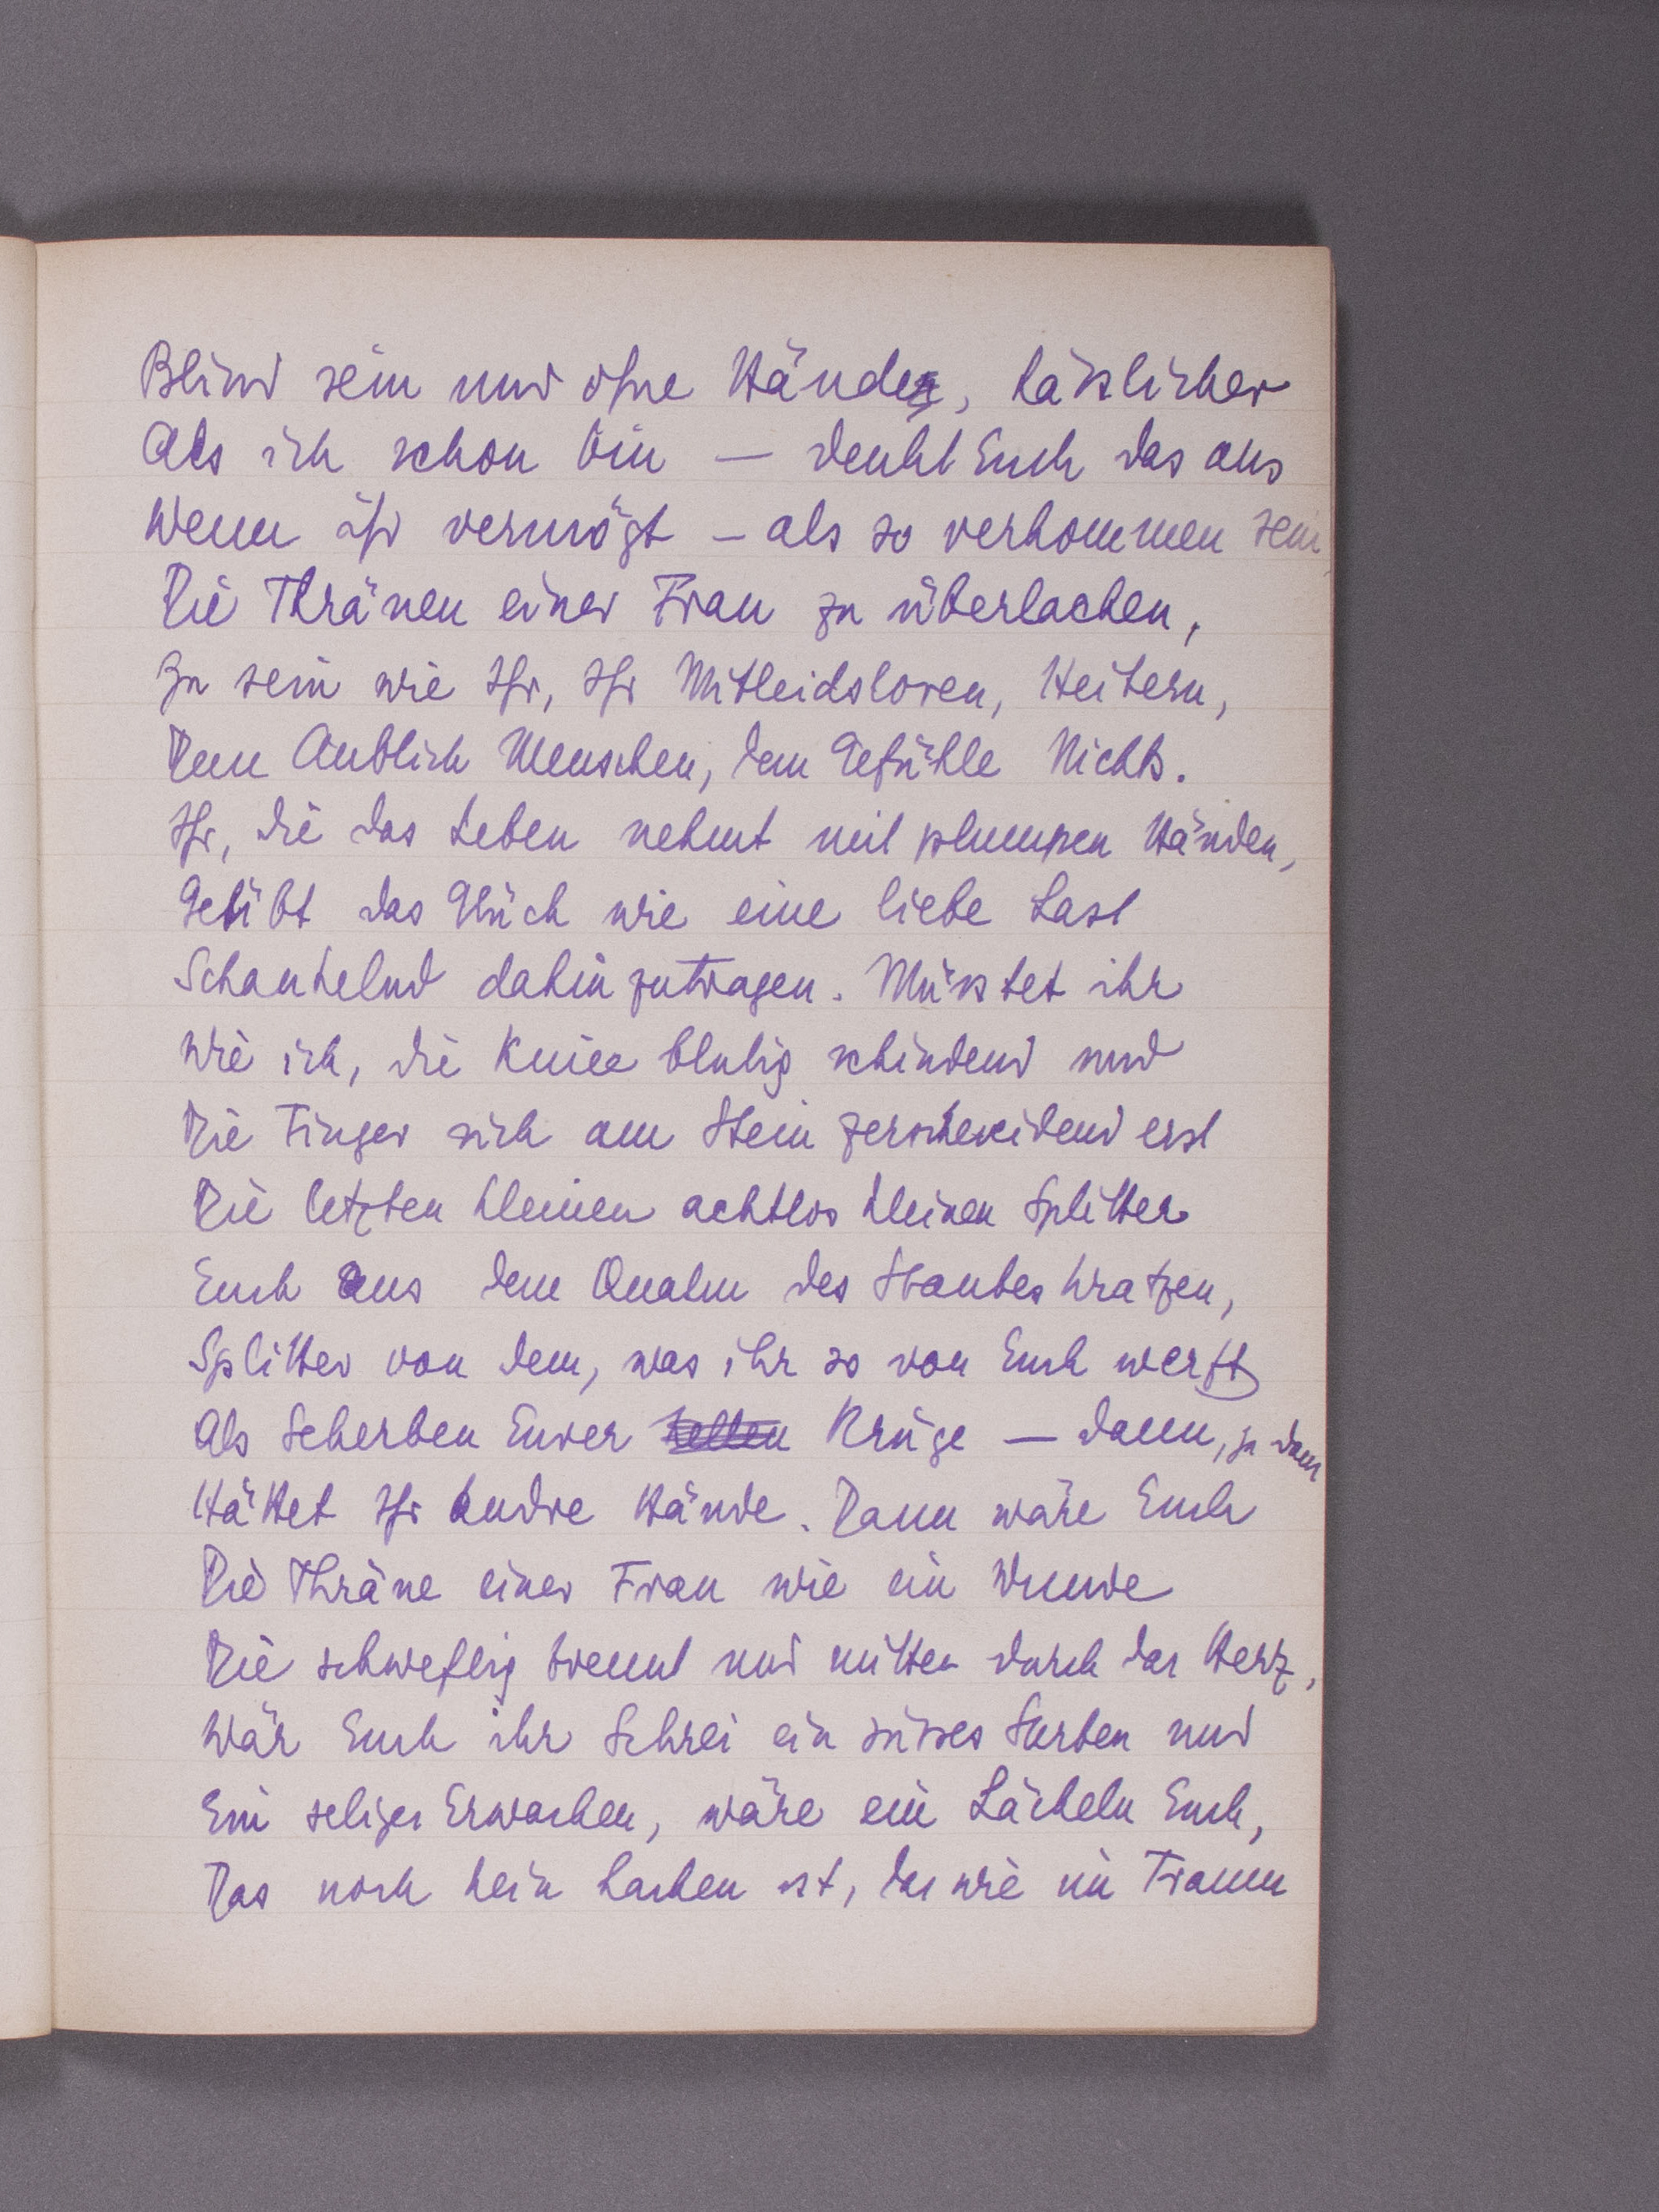 Blind sein und ohne Hände, hässlicher
Als ich schon bin — denkt Euch das aus
Wenn ihr vermögt — als so verkommen sein
Die Thränen einer Frau zu überlachen,
Zu sein wie Ihr, Ihr Mitleidslosen, Heitern,
Dem Anblick Menschen, dem Gefühle Nichts.
Ihr, die das Leben nehmt mit plumpen Händen,
Geübt das Glück wie eine liebe Last
Schaukelnd dahinzutragen. Müsstet ihr
Wie ich, die Kniee blutig schindend und
Die Finger sich am Stein zerschneidend erst
Die letzten kleinen achtlos kleinen Splitter
Euch aus dem Qualm des Staubes kratzen,
Splitter von dem, was ihr so von Euch werft
Als Scherben Eurer hellen Krüge — dann, ja dann
Hättet Ihr andre Hände. Dann wäre Euch
Die Thräne einer Frau wie ein Wunde
Die schweflig brennt und mitten durch das Herz,
Wär Euch ihr Schrei ein süsses Sterben und
Ein seliges Erwachen, wäre ein Lächeln Euch,
Das noch kein Lachen ist, das wie im Traum